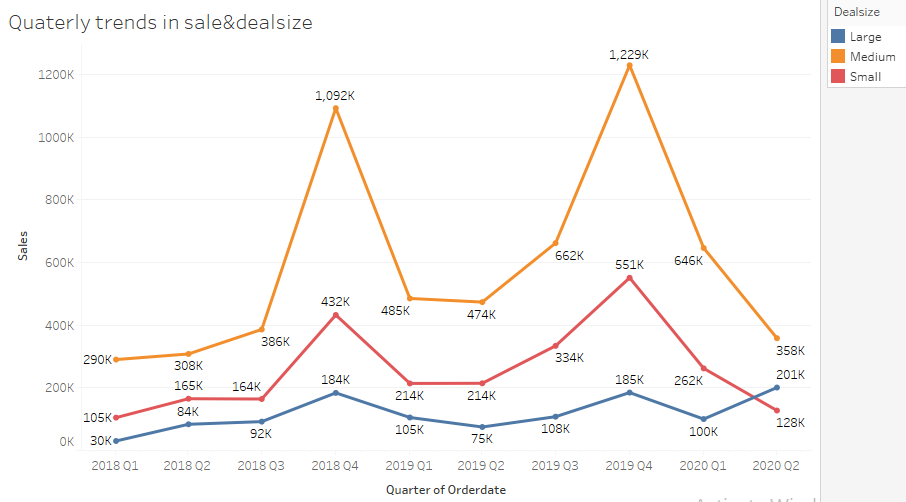 Quaterly trends in sale&dealsize
Dealsize
Large
Medium
Small
Sales
1200K
1000K
800K
600K
400K
200K
0K
290K
308K
386K
1,092K
485K
474K
662K
1,229K
646K
358K
105K
165K
164K
432K
214K
214K
334K
551K
262K
128K
30K
84K
92K
184K
105K
75K
108K
185K
100K
201K
2018 Q1 2018 Q2 2018 Q3 2018 Q4 2019 Q1 2019 Q2 2019 Q3 2019 Q4 2020 Q1 2020 Q2
Quarter of Orderdate